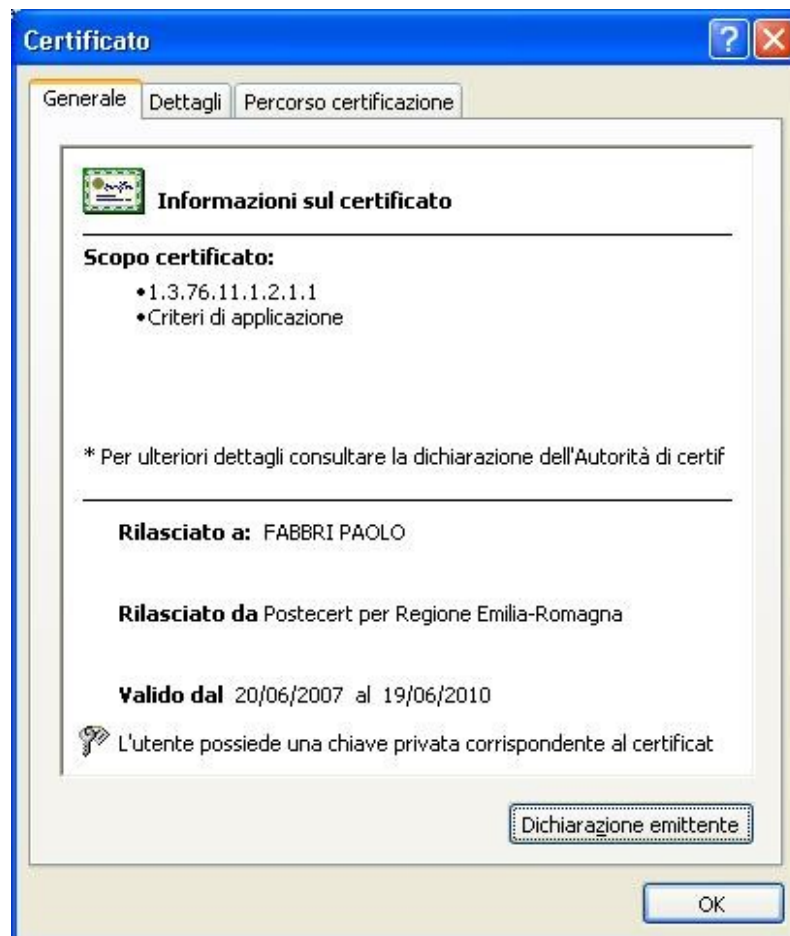 Certificato
Generale Dettagli Percorso certificazione
Informazioni sul certificato
Scopo certificato:
•1.3.76.11.1.2.1.1
•Criteri di applicazione
* Per ulteriori dettagli consultare la dichiarazione dell'Autorità di certif
Rilasciato a: FABBRI PAOLO
Rilasciato da Postecert per Regione Emilia-Romagna
Valido dal 20/06/2007 al 19/06/2010
L'utente possiede una chiave privata corrispondente al certificat
Dichiarazione emittente
OK